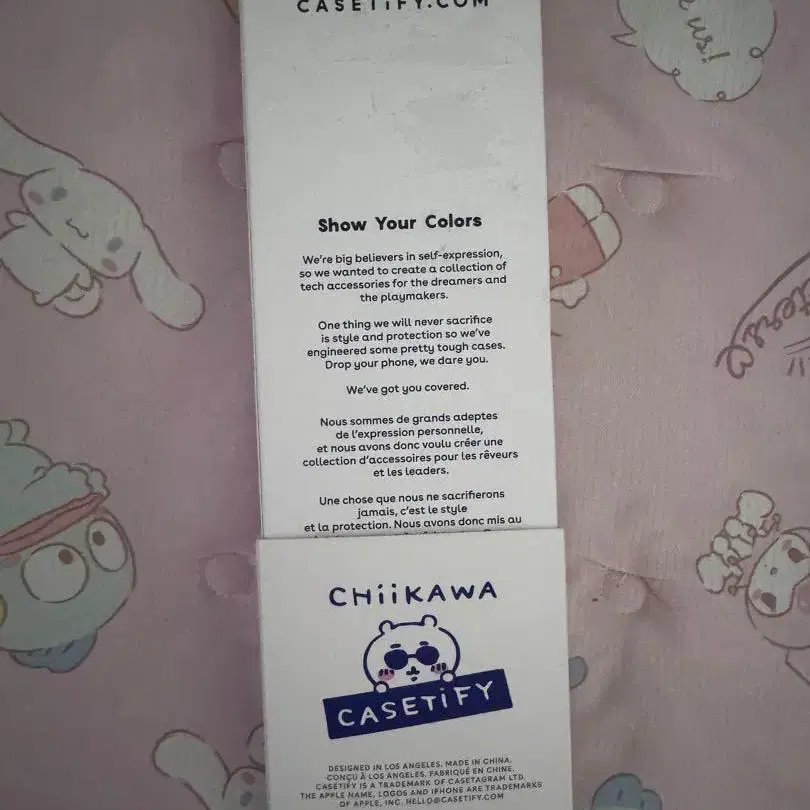 CASETiFY.COM
e us!
Show Your Colors
We're big believers in self-expression,
so we wanted to create a collection of
tech accessories for the dreamers and
the playmakers.
One thing we will never sacrifice
is style and protection so we've
engineered some pretty tough cases.
Drop your phone, we dare you.
We've got you covered.
Nous sommes de grands adeptes
de l'expression personnelle,
et nous avons donc voulu créer une
collection d'accessoires pour les rêveurs
et les leaders.
Une chose que nous ne sacrifierons
jamais, c'est le style
et la protection. Nous avons donc mis au
CHiiKAWA
CASETiFY
DESIGNED IN LOS ANGELES. MADE IN CHINA.
CONÇU À LOS ANGELES. FABRIQUÉ EN CHINE.
CASETIFY IS A TRADEMARK OF CASETAGRAM LTD.
THE APPLE NAME, LOGOS AND IPHONE ARE TRADEMARKS
OF APPLE, INC. HELLO@CASETIFY.COM